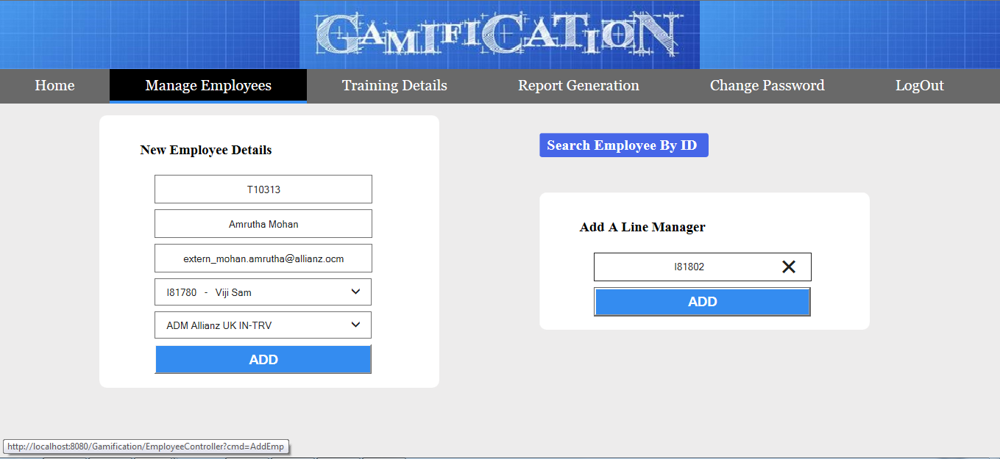 GAMIFICATION
Home Manage Employees Training Details Report Generation Change Password LogOut
New Employee Details
T10313
Amrutha Mohan
extern_mohan.amrutha@allianz.ocm
I81780 - Viji Sam
ADM Allianz UK IN-TRV
ADD
Search Employee By ID
Add A Line Manager
I81802
ADD
http://localhost:8080/Gamification/EmployeeController?cmd=AddEmp